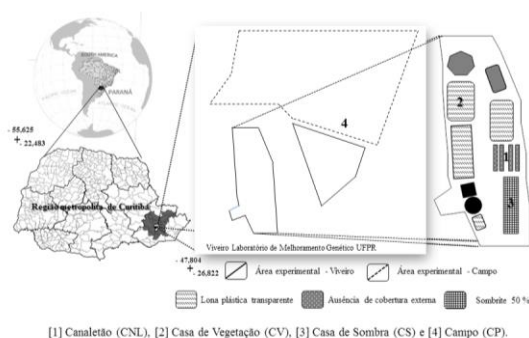 SOUTH AMERICA
PARANÁ
- 55,625
- 22,483
Região metropolita de Curitiba
- 47,804
- 26,822
4
2
1
3
Viveiro Laboratório de Melhoramento Genético UFPR
Área experimental - Viveiro
Área experimental - Campo
Lona plástica transparente
Ausência de cobertura externa
Sombrite 50 %
[1] Canaletão (CNL), [2] Casa de Vegetação (CV), [3] Casa de Sombra (CS) e [4] Campo (CP).